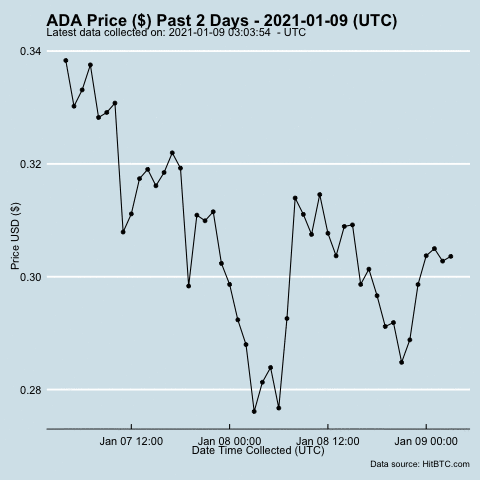 ADA Price ($) Past 2 Days - 2021-01-09 (UTC)
Latest data collected on: 2021-01-09 03:03:54 - UTC
0.34
0.32
0.30
0.28
Price USD ($)
Jan 07 12:00 Jan 08 00:00 Jan 08 12:00 Jan 09 00:00
Date Time Collected (UTC)
Data source: HitBTC.com